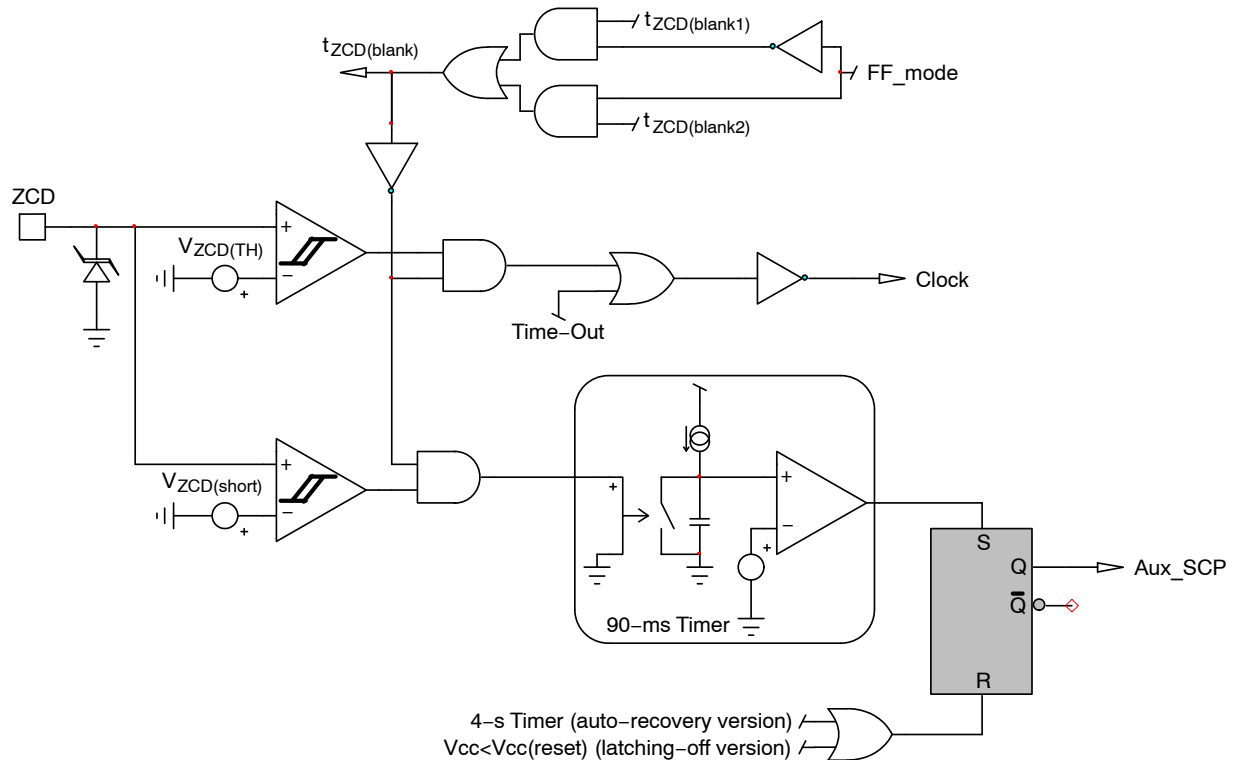 tZCD(blank1)
tZCD(blank)
FF_mode
tZCD(blank2)
ZCD
+
VZCD(TH)
−
+
Clock
Time−Out
+
VZCD(short)
−
+
+
+
−
+
S
Q
Aux_SCP
Q̅
90−ms Timer
R
4−s Timer (auto−recovery version)
Vcc<Vcc(reset) (latching−off version)